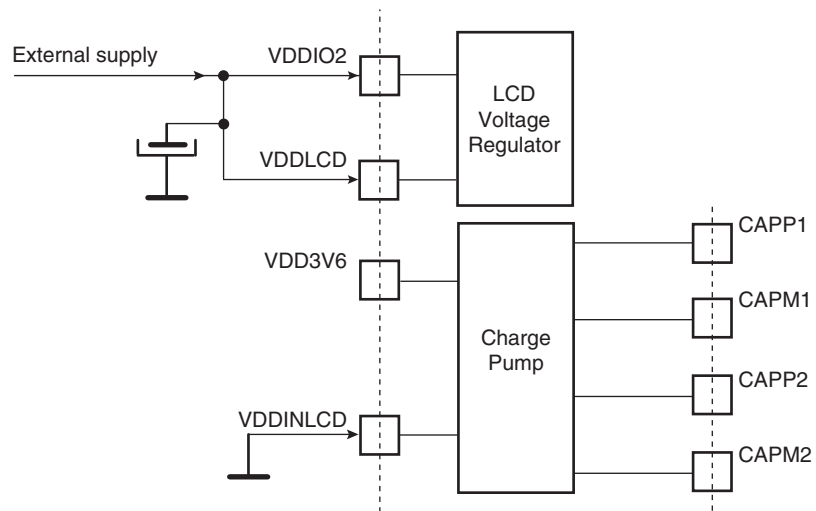 External supply
VDDIO2
LCD
Voltage
Regulator
VDDLCD
VDD3V6
Charge
Pump
VDDINLCD
CAPP1
CAPM1
CAPP2
CAPM2